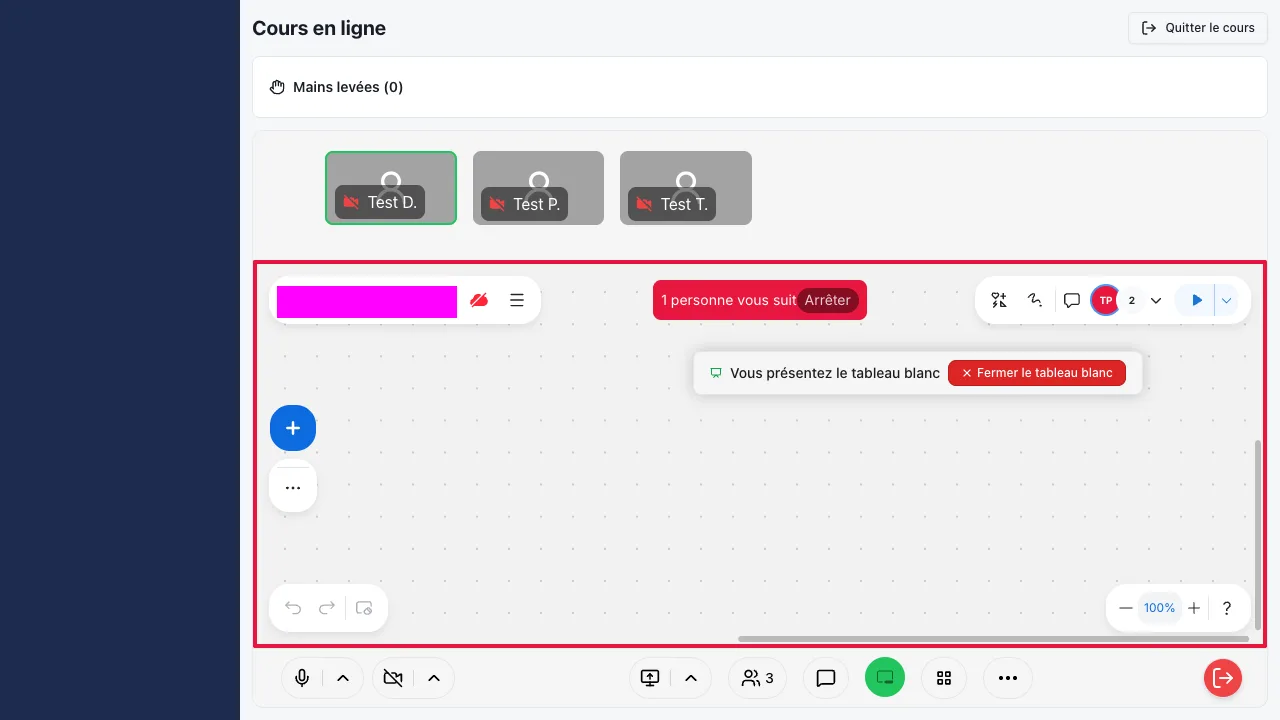 Cours en ligne
Quitter le cours
Mains levées (0)
Test D.
Test P.
Test T.
1 personne vous suit Arrêter
TP
2
Vous présentez le tableau blanc
Fermer le tableau blanc
100%
?
3